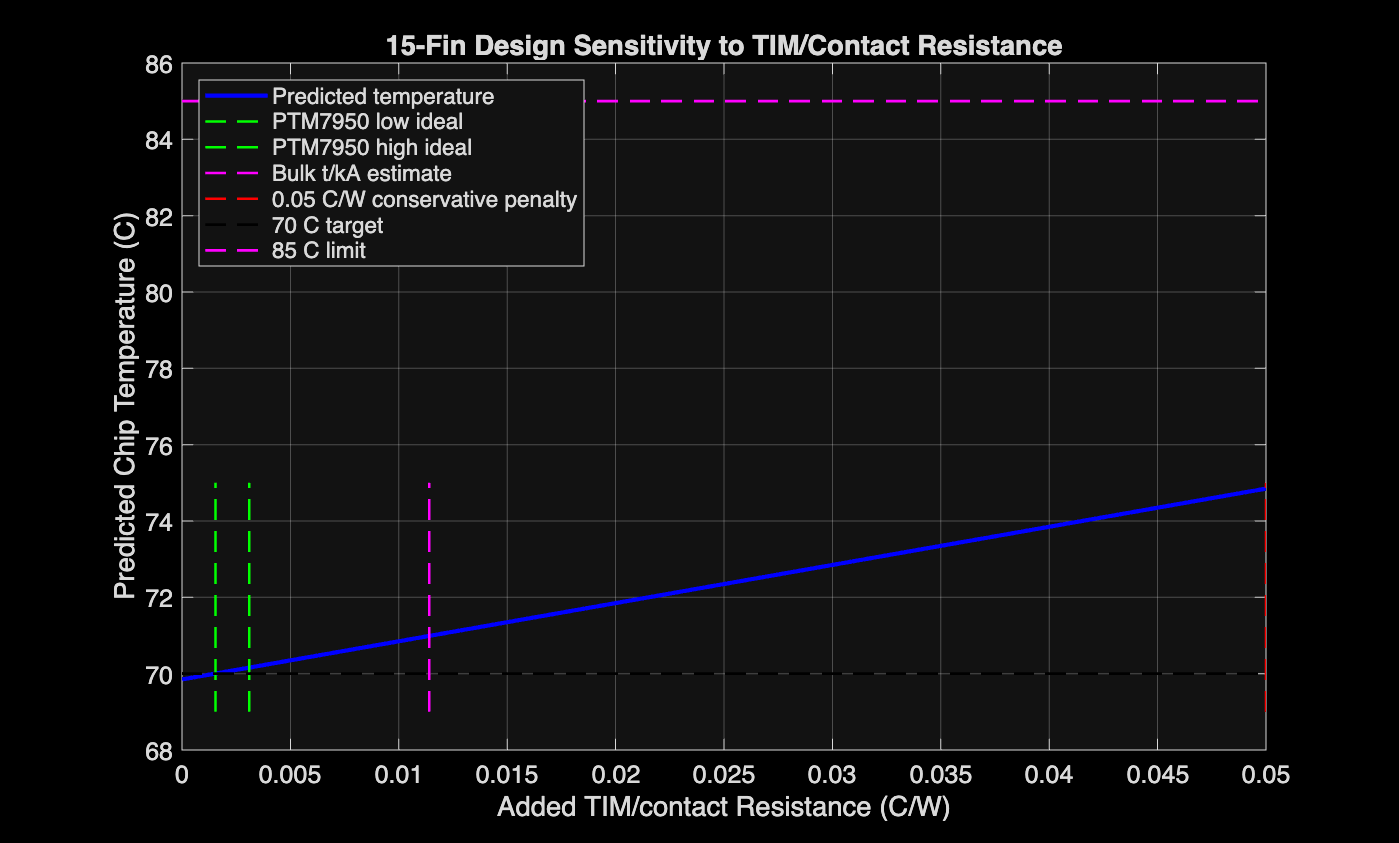 15-Fin Design Sensitivity to TIM/Contact Resistance
86
84
82
80
78
76
74
72
70
68
Predicted Chip Temperature (C)
Predicted temperature
PTM7950 low ideal
PTM7950 high ideal
Bulk t/kA estimate
0.05 C/W conservative penalty
70 C target
85 C limit
0 0.005 0.01 0.015 0.02 0.025 0.03 0.035 0.04 0.045 0.05
Added TIM/contact Resistance (C/W)